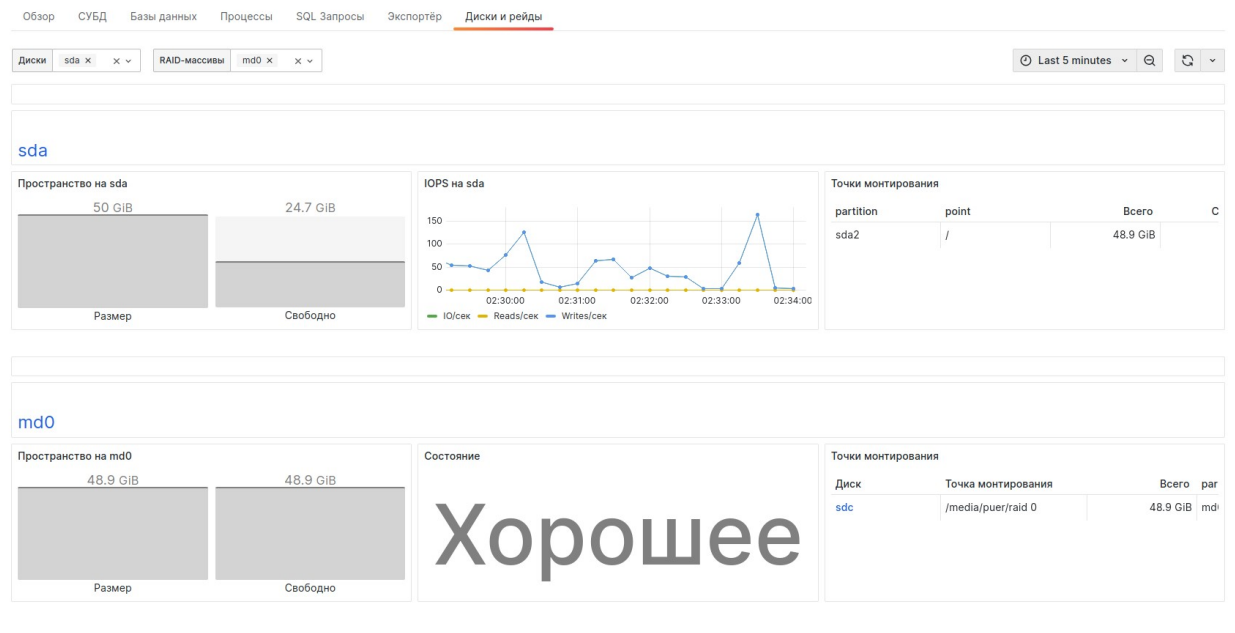 Обзор СУБД Базы данных Процессы SQL Запросы Экспортёр Диски и рейды
Диски sda × × RAID-массивы md0 × × Last 5 minutes
sda
Пространство на sda
50 GiB 24.7 GiB
Размер Свободно
IOPS на sda
150
100
50
0
02:30:00 02:31:00 02:32:00 02:33:00 02:34:00
IO/сек Reads/сек Writes/сек
Точки монтирования
partition point Всего С
sda2 / 48.9 GiB
md0
Пространство на md0
48.9 GiB 48.9 GiB
Размер Свободно
Состояние
Хорошее
Точки монтирования
Диск Точка монтирования Всего par
sdc /media/puer/raid 0 48.9 GiB md